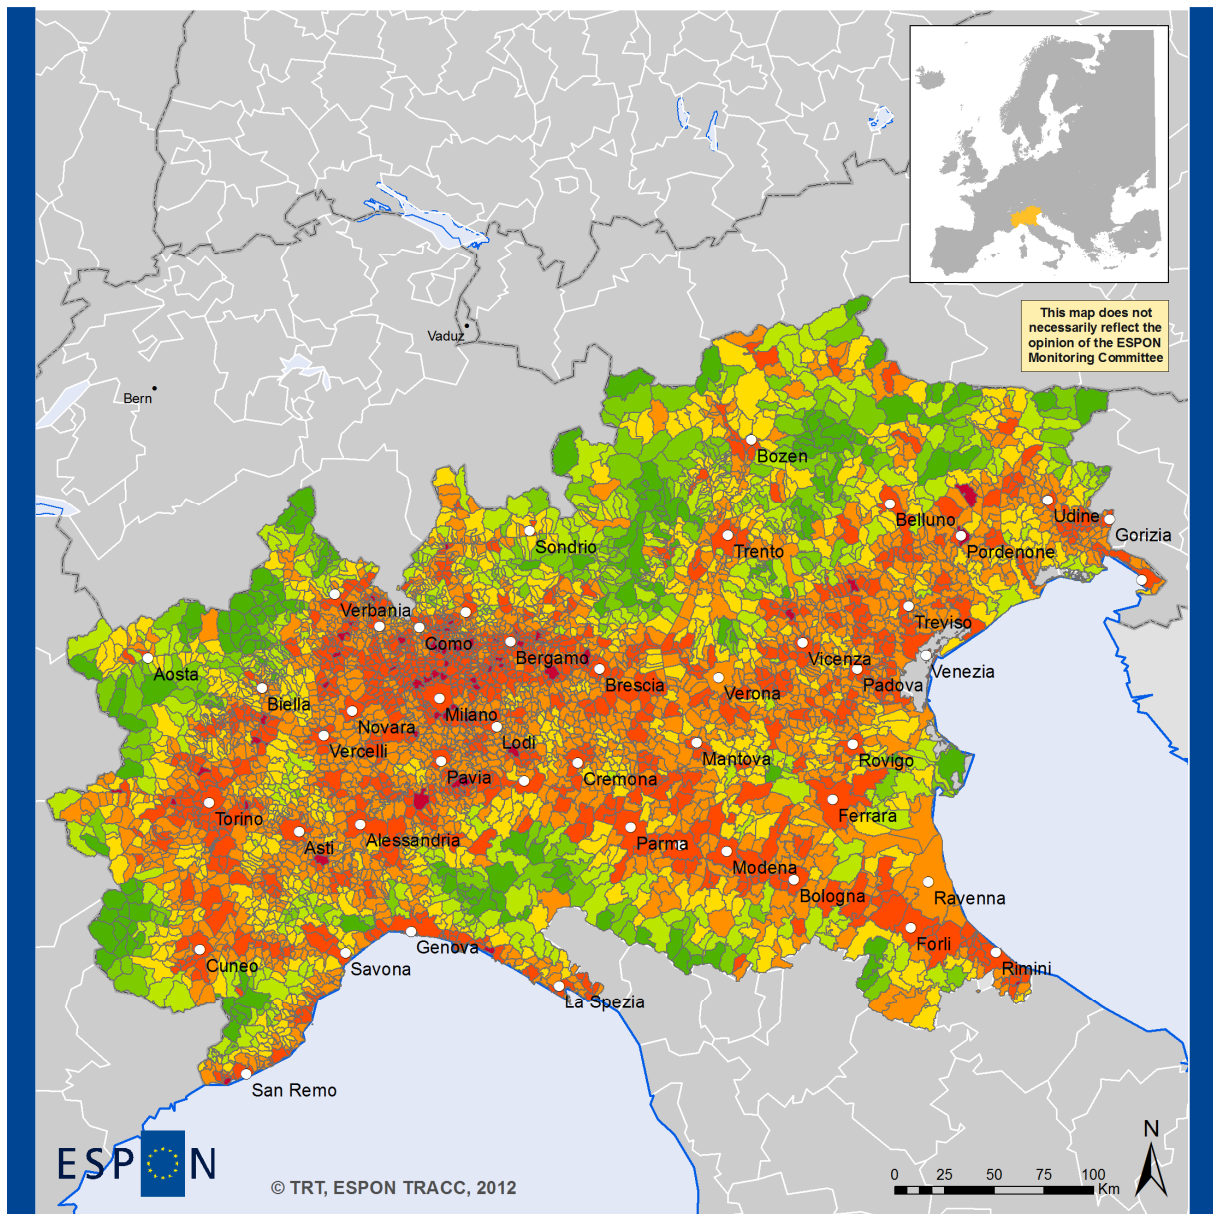 This map does not
necessarily reflect the
opinion of the ESPON
Monitoring Committee
Vaduz
Bern
Bozen
Belluno
Udine
Gorizia
Sondrio
Trento
Pordenone
Verbania
Treviso
Como
Bergamo
Vicenza
Venezia
Aosta
Brescia
Padova
Biella
Verona
Milano
Novara
Lodi
Vercelli
Mantova
Rovigo
Pavia
Cremona
Torino
Ferrara
Asti
Alessandria
Parma
Modena
Bologna
Ravenna
Genova
Forli
Cuneo
Savona
Rimini
La Spezia
San Remo
N
ESPON
0 25 50 75 100
Km
© TRT, ESPON TRACC, 2012